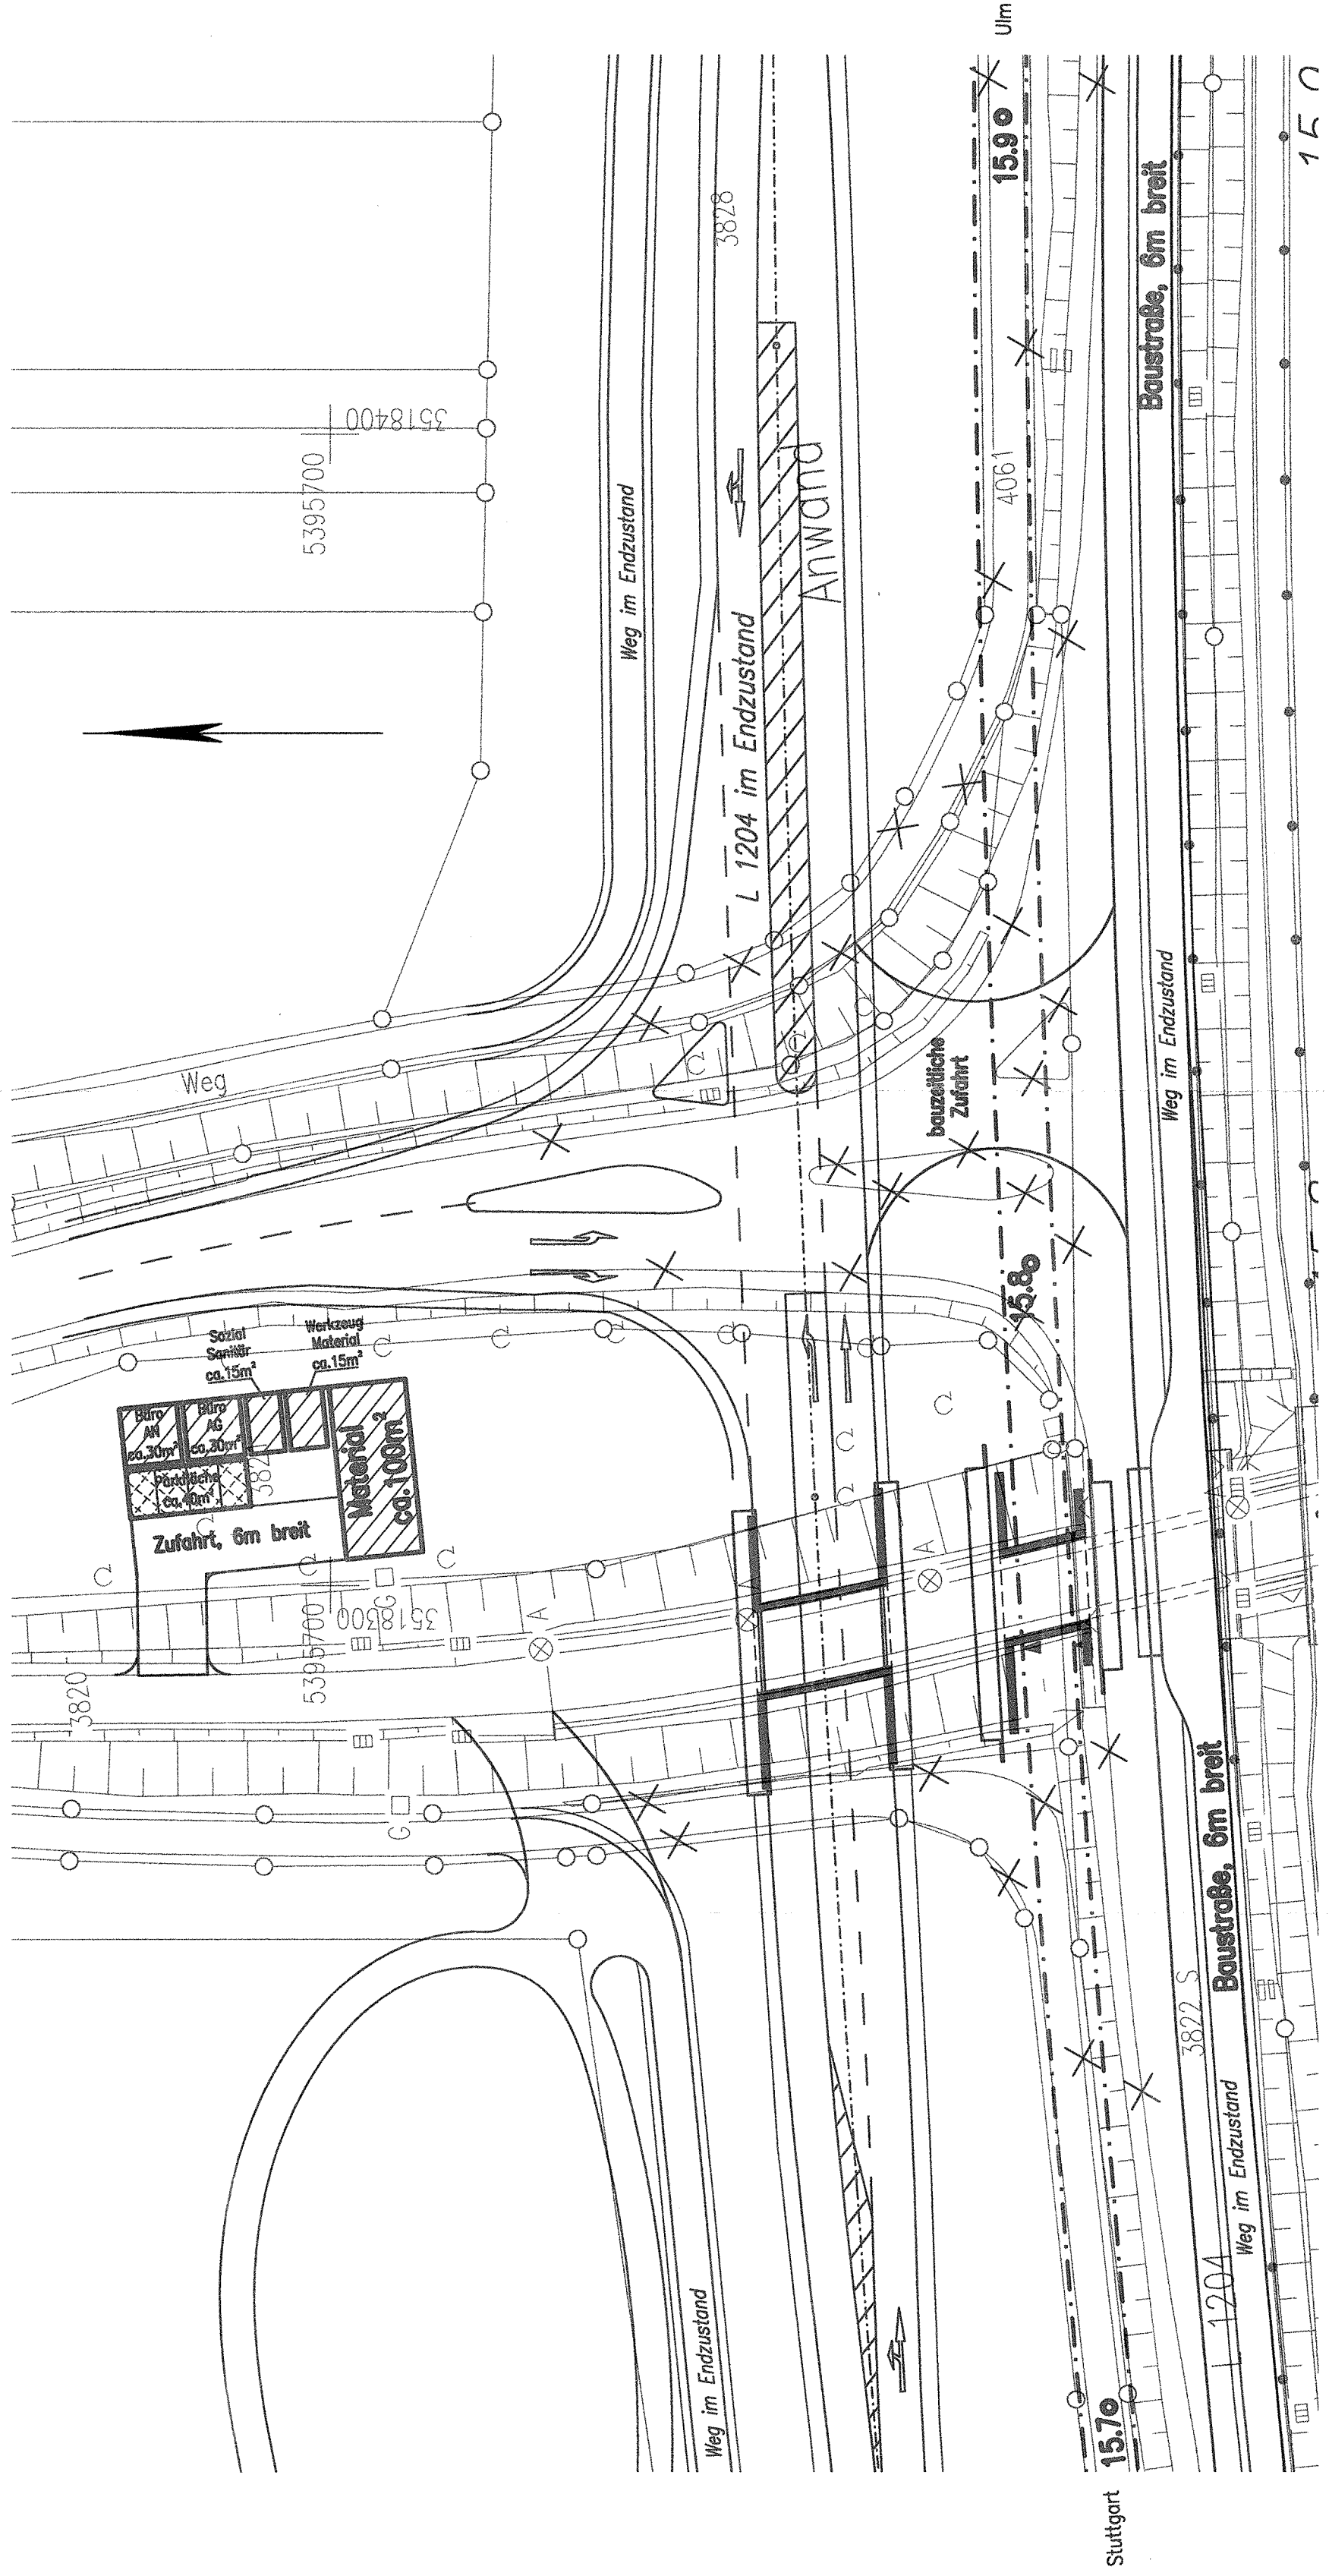 Ulm
15.9
Baustraße, 6m breit
3828
3518400
5395700
4061
Anwand
Weg im Endzustand
L 1204 im Endzustand
Weg
bauzeitliche
Zufahrt
Weg im Endzustand
15.8
Sozial
Sanitär
ca.15m²
Werkzeug
Material
ca.15m²
Büro
AN
ca.30m²
Büro
AG
ca.30m²
Parkfläche
ca.40m²
Material
ca.100m²
Zufahrt, 6m breit
A
A
G
3518300
5395700
3820
G
Baustraße, 6m breit
3822 S
Weg im Endzustand
1204
Weg im Endzustand
15.7
Stuttgart